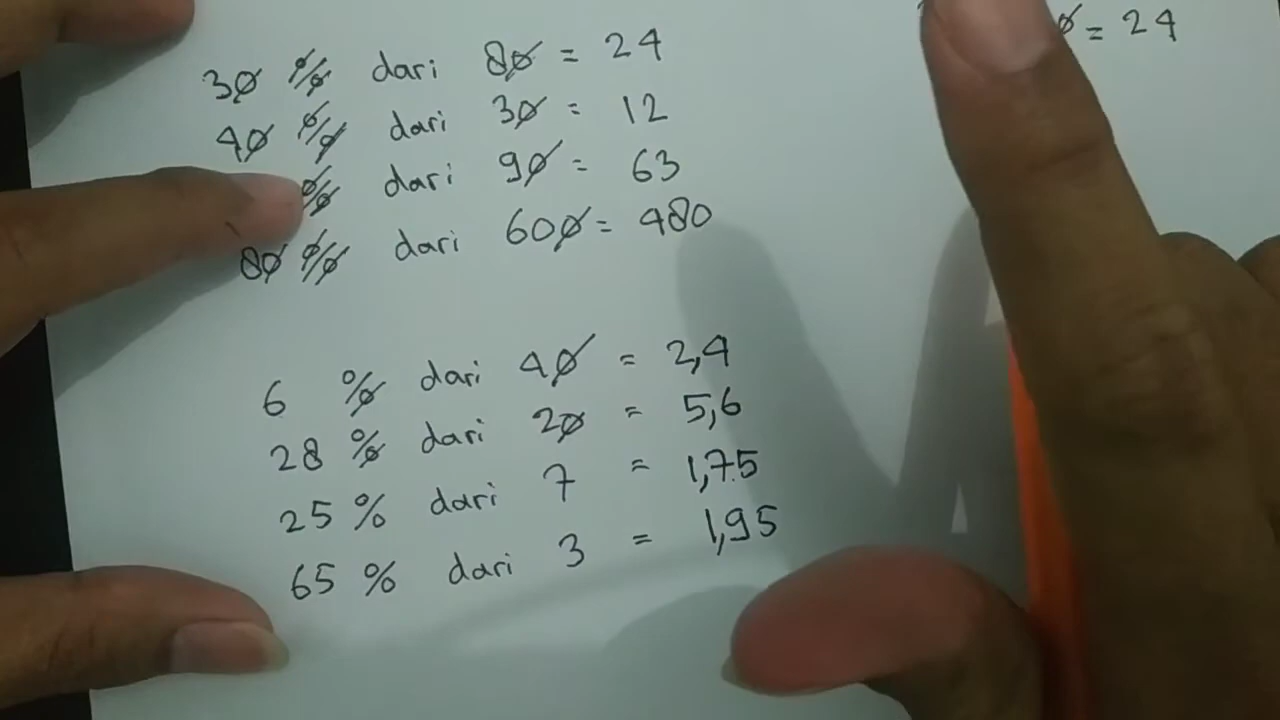 30 % dari 80 = 24
40 % dari 30 = 12
% dari 90 = 63
80 % dari 600 = 480
6 % dari 40 = 2,4
28 % dari 20 = 5,6
25 % dari 7 = 1,75
65 % dari 3 = 1,95
0 = 24